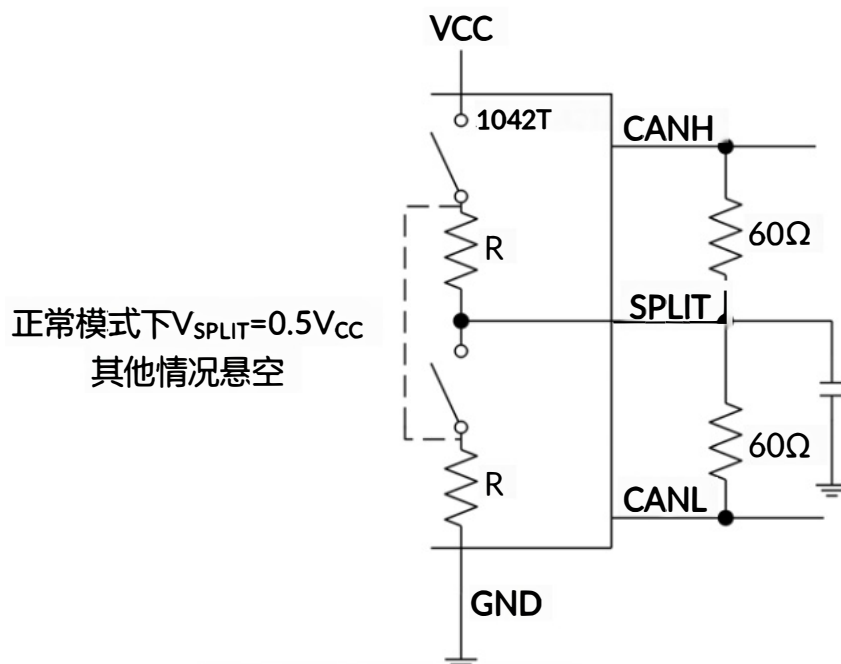 VCC
1042T
CANH
R
60Ω
SPLIT
正常模式下VSPLIT=0.5VCC
其他情况悬空
R
60Ω
CANL
GND